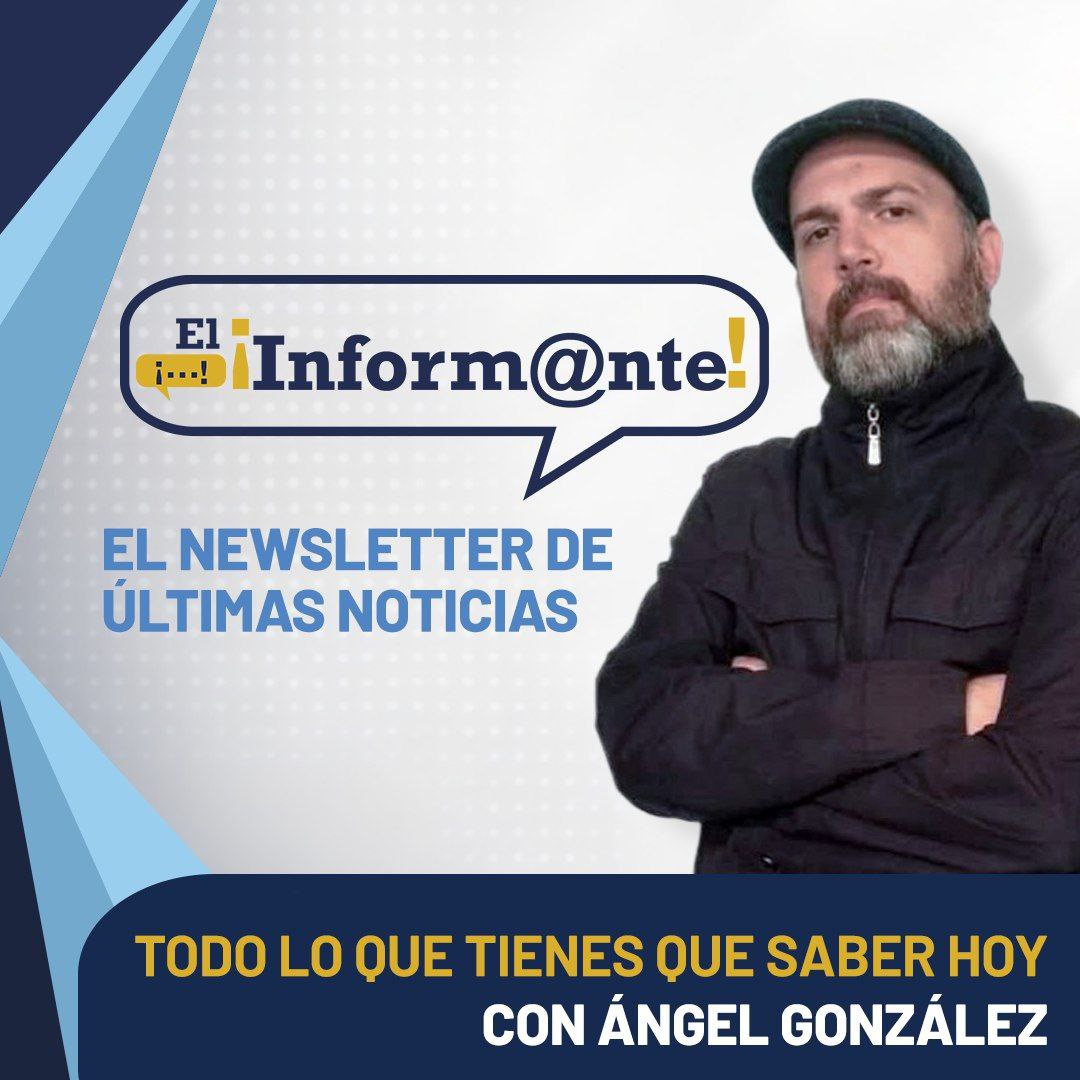 El
¡...!
¡Inform@nte!
EL NEWSLETTER DE
ÚLTIMAS NOTICIAS
TODO LO QUE TIENES QUE SABER HOY
CON ÁNGEL GONZÁLEZ